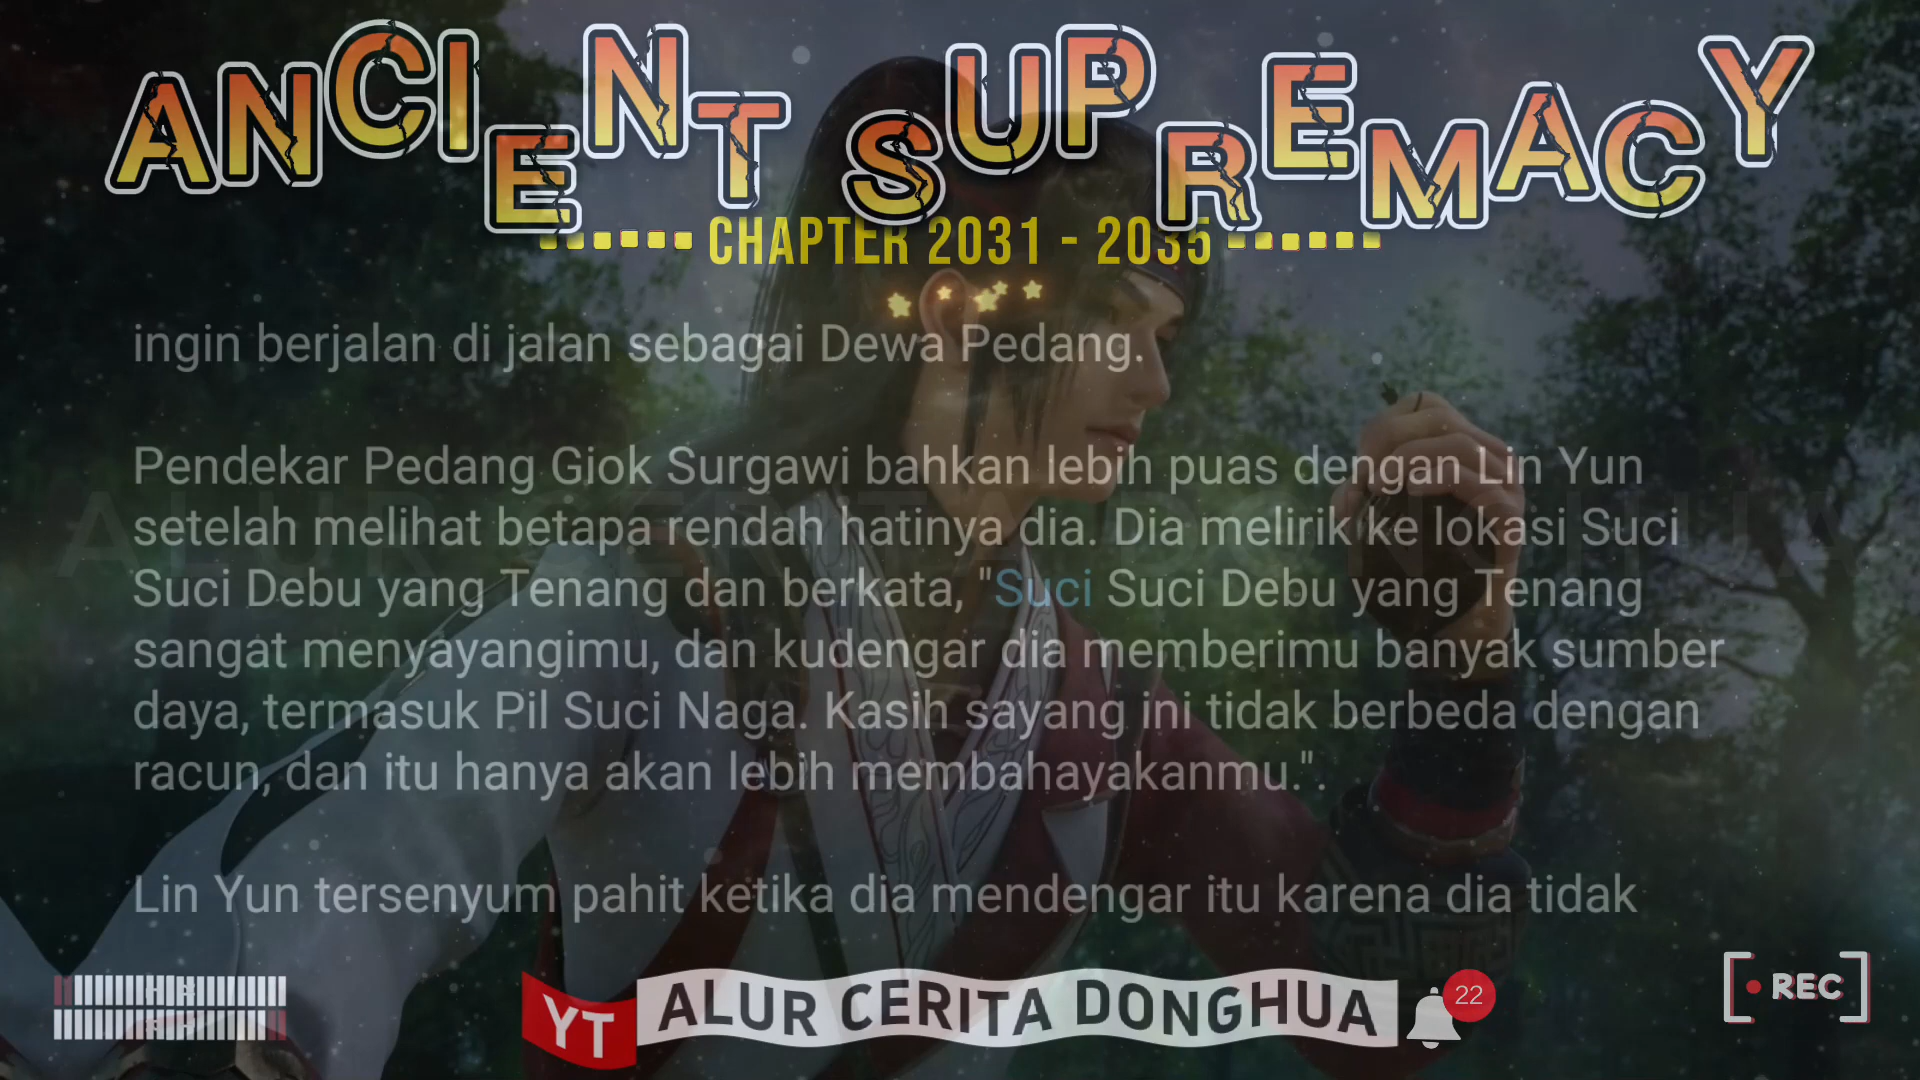 ANCIENT SUPREMACY
CHAPTER 2031 - 2035
ingin berjalan di jalan sebagai Dewa Pedang.
Pendekar Pedang Giok Surgawi bahkan lebih puas dengan Lin Yun
setelah melihat betapa rendah hatinya dia. Dia melirik ke lokasi Suci
Suci Debu yang Tenang dan berkata, "Suci Suci Debu yang Tenang
sangat menyayangimu, dan kudengar dia memberimu banyak sumber
daya, termasuk Pil Suci Naga. Kasih sayang ini tidak berbeda dengan
racun, dan itu hanya akan lebih membahayakanmu.".
Lin Yun tersenyum pahit ketika dia mendengar itu karena dia tidak
ALUR CERITA DONGHUA
YT ALUR CERITA DONGHUA 22
REC